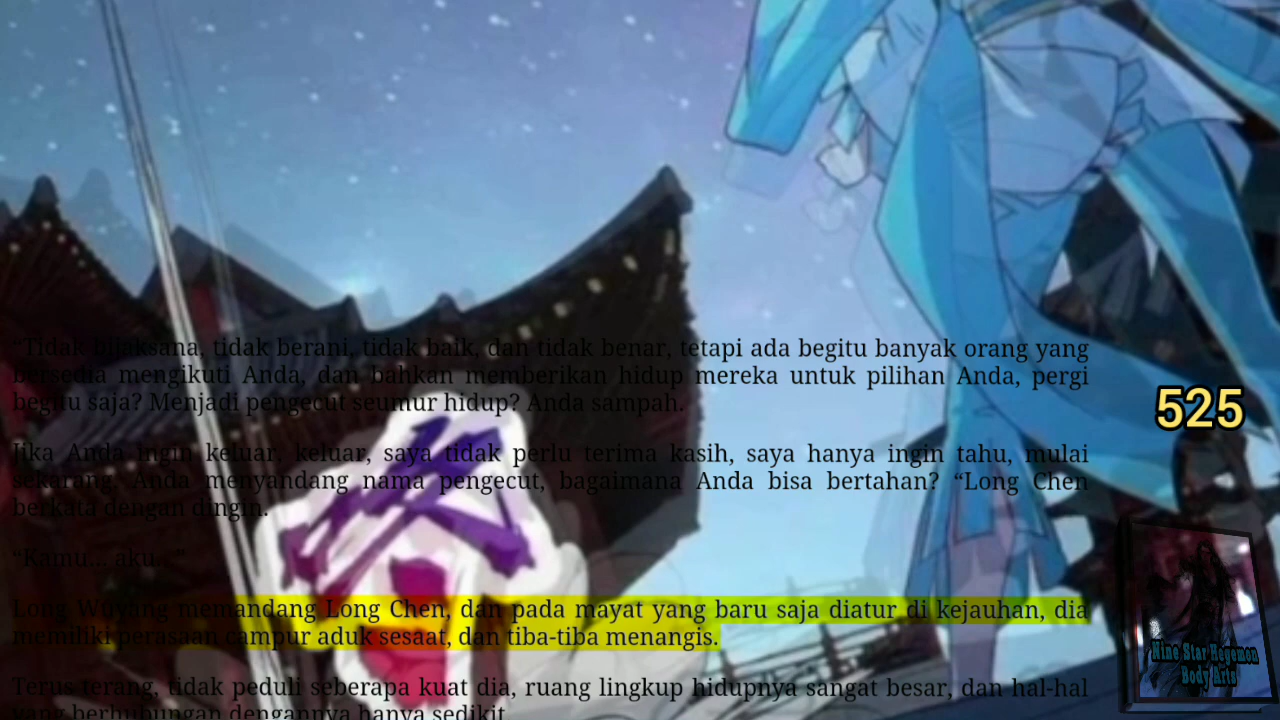 “Tidak bijaksana, tidak berani, tidak baik, dan tidak benar, tetapi ada begitu banyak orang yang
bersedia mengikuti Anda, dan bahkan memberikan hidup mereka untuk pilihan Anda, pergi
begitu saja? Menjadi pengecut seumur hidup? Anda sampah.
Jika Anda ingin keluar, keluar, saya tidak perlu terima kasih, saya hanya ingin tahu, mulai
sekarang, Anda menyandang nama pengecut, bagaimana Anda bisa bertahan? “Long Chen
berkata dengan dingin.
“Kamu... aku...”
Long Wuyang memandang Long Chen, dan pada mayat yang baru saja diatur di kejauhan, dia
memiliki perasaan campur aduk sesaat, dan tiba-tiba menangis.
Terus terang, tidak peduli seberapa kuat dia, ruang lingkup hidupnya sangat besar, dan hal-hal
yang berhubungan dengannya hanya sedikit.
525
Nine Star Hegemon
Body Arts